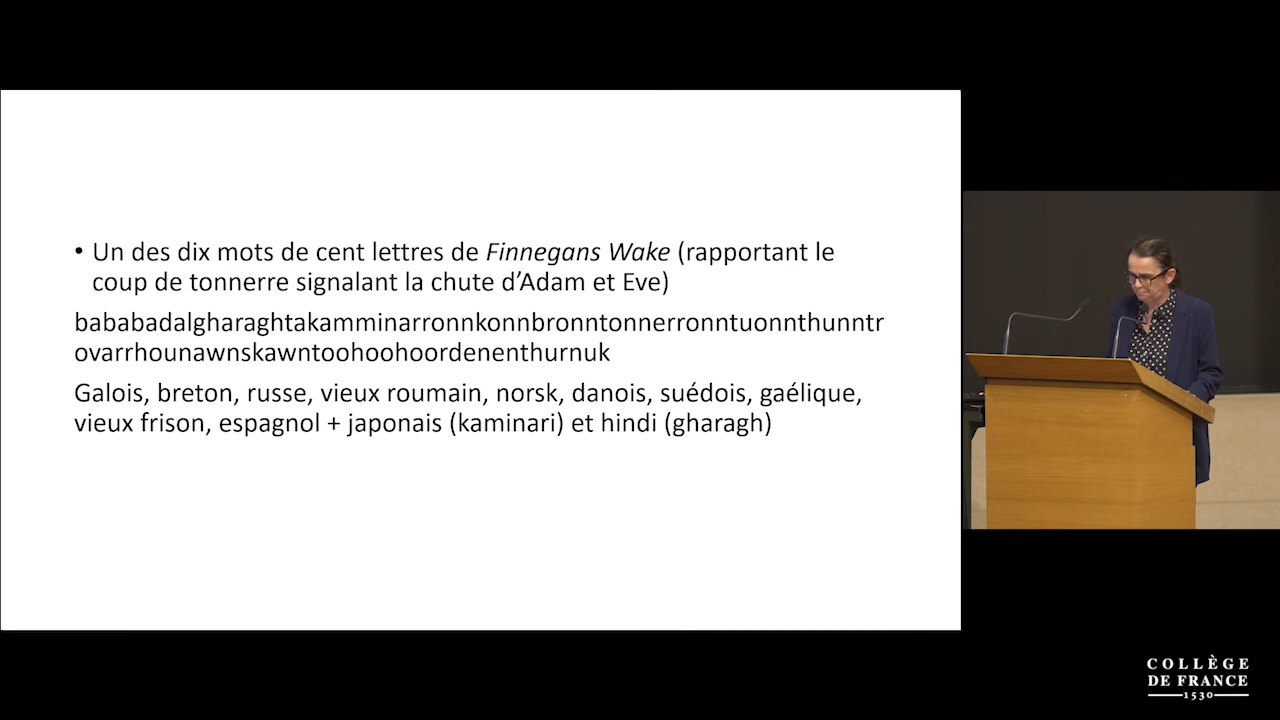 • Un des dix mots de cent lettres de Finnegans Wake (rapportant le
coup de tonnerre signalant la chute d’Adam et Eve)
bababadalgharaghtakamminarronnkonnbronntonnerronntuonnthunntr
ovarrhounawnskawntoohoohoordenenthurnuk
Galois, breton, russe, vieux roumain, norsk, danois, suédois, gaélique,
vieux frison, espagnol + japonais (kaminari) et hindi (gharagh)
COLLÈGE
DE FRANCE
1530